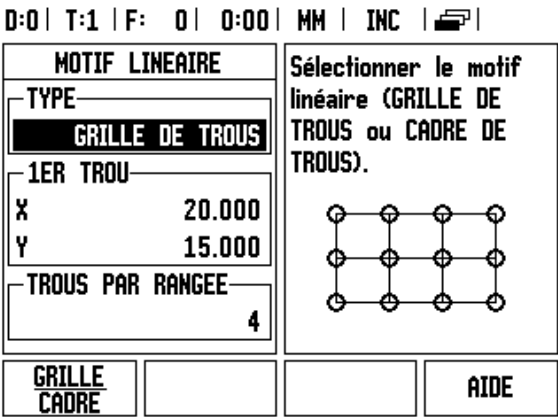 D:0 | T:1 | F: 0 | 0:00 | MM | INC |
MOTIF LINEAIRE
TYPE
GRILLE DE TROUS
1ER TROU
X 20.000
Y 15.000
TROUS PAR RANGEE
4
Sélectionner le motif
linéaire (GRILLE DE
TROUS ou CADRE DE
TROUS).
GRILLE
CADRE
AIDE